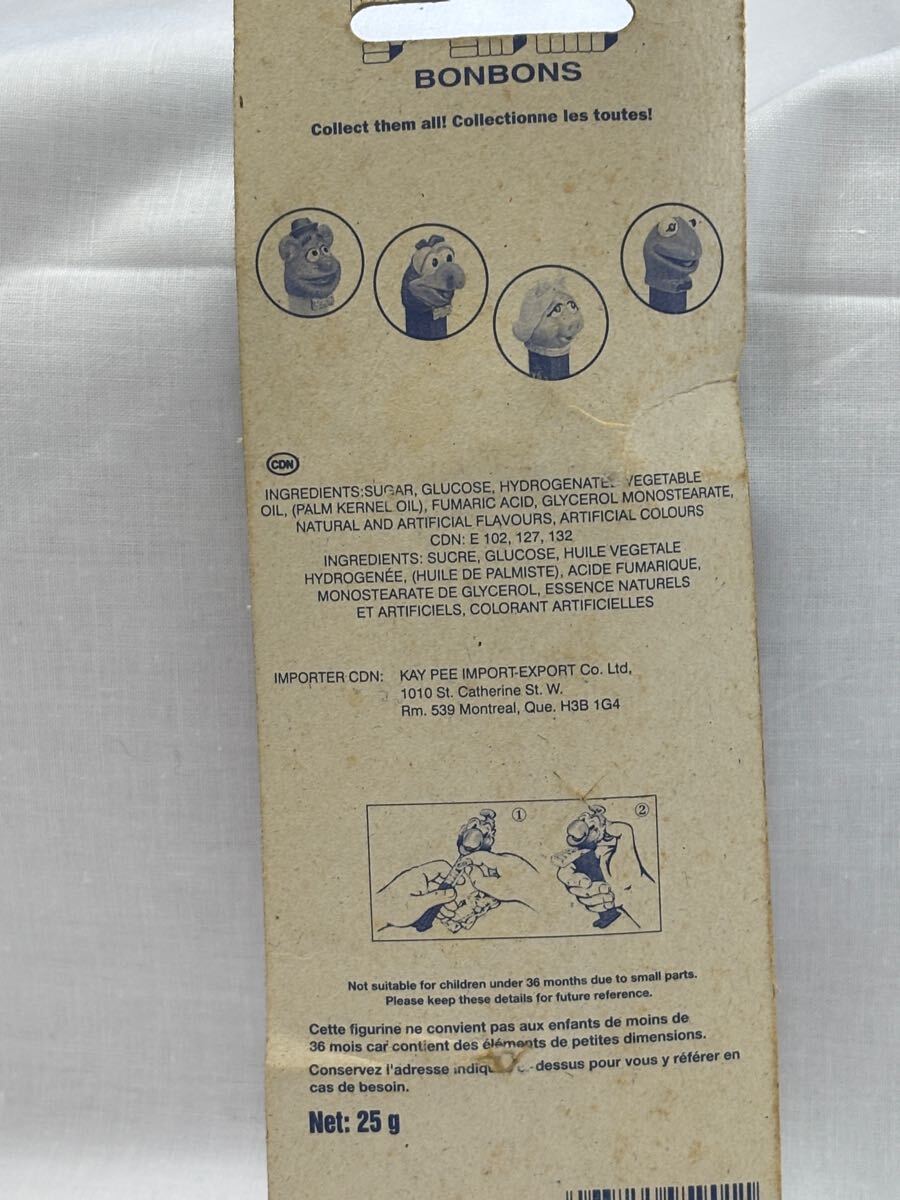 BONBONS
Collect them all! Collectionne les toutes!
CDN
INGREDIENTS:SUGAR, GLUCOSE, HYDROGENATE VEGETABLE
OIL, (PALM KERNEL OIL), FUMARIC ACID, GLYCEROL MONOSTEARATE,
NATURAL AND ARTIFICIAL FLAVOURS, ARTIFICIAL COLOURS
CDN: E 102, 127, 132
INGREDIENTS: SUCRE, GLUCOSE, HUILE VEGETALE
HYDROGENÉE, (HUILE DE PALMISTE), ACIDE FUMARIQUE,
MONOSTEARATE DE GLYCEROL, ESSENCE NATURELS
ET ARTIFICIELS, COLORANT ARTIFICIELLES
IMPORTER CDN: KAY PEE IMPORT-EXPORT Co. Ltd,
1010 St. Catherine St. W.
Rm. 539 Montreal, Que. H3B 1G4
1 2
Not suitable for children under 36 months due to small parts.
Please keep these details for future reference.
Cette figurine ne convient pas aux enfants de moins de
36 mois car contient des éléments de petites dimensions.
Conservez l'adresse -dessus pour vous y référer en
cas de besoin.
Net: 25 g